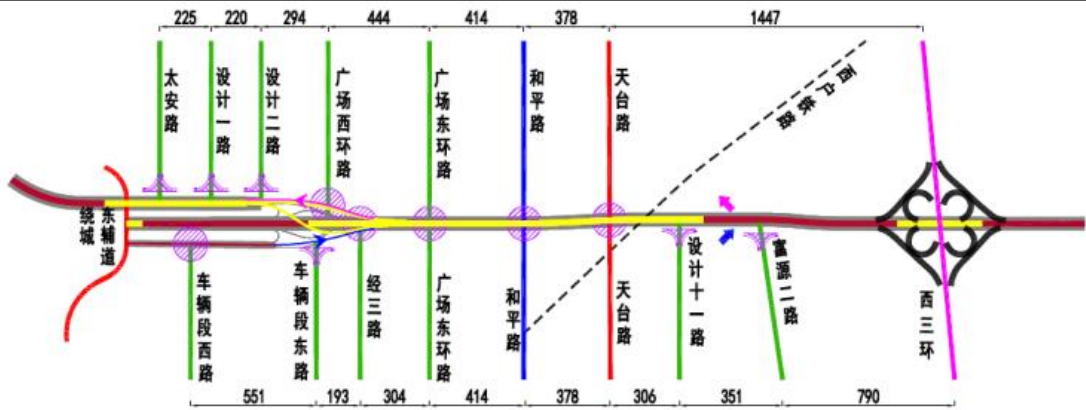 225 220 294 444 414 378 1447
太安路
设计一路
设计二路
广场西环路
广场东环路
和平路
天台路
西户铁路
绕城
东辅道
车辆段西路
车辆段东路
经三路
广场东环路
和平路
天台路
设计十一路
富源二路
西三环
551 193 304 414 378 306 351 790